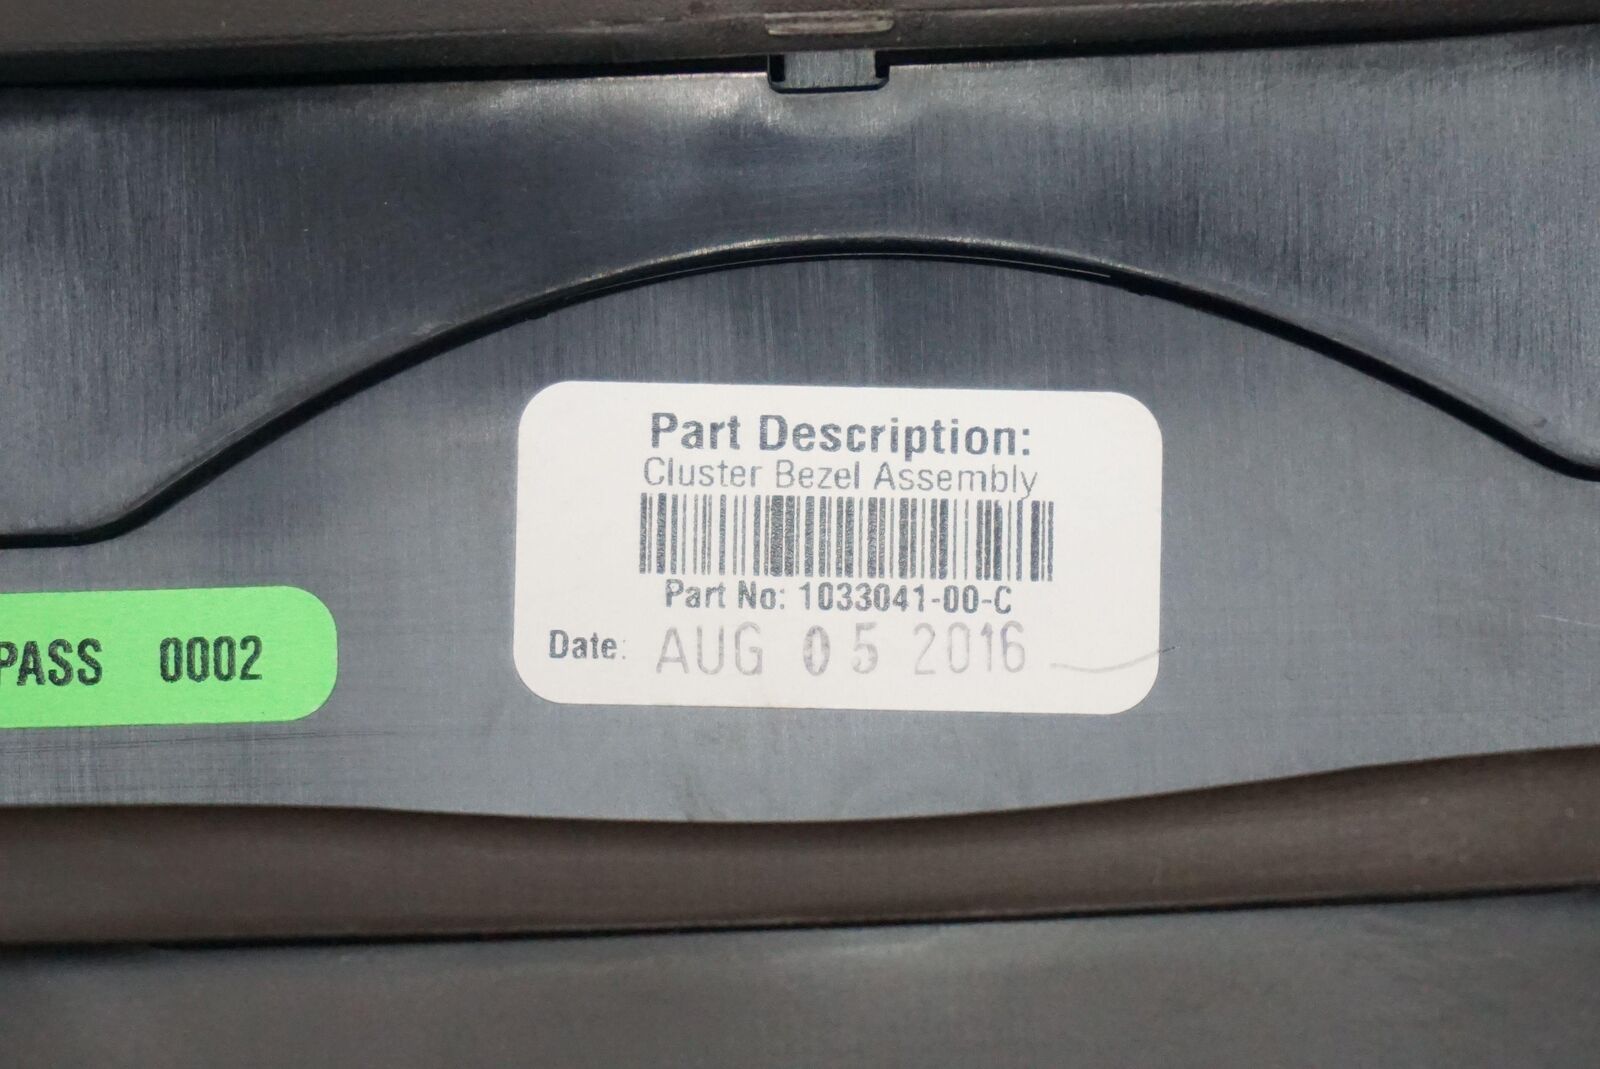 Part Description:
Cluster Bezel Assembly
Part No: 1033041-00-C
Date: AUG 05 2016
PASS 0002